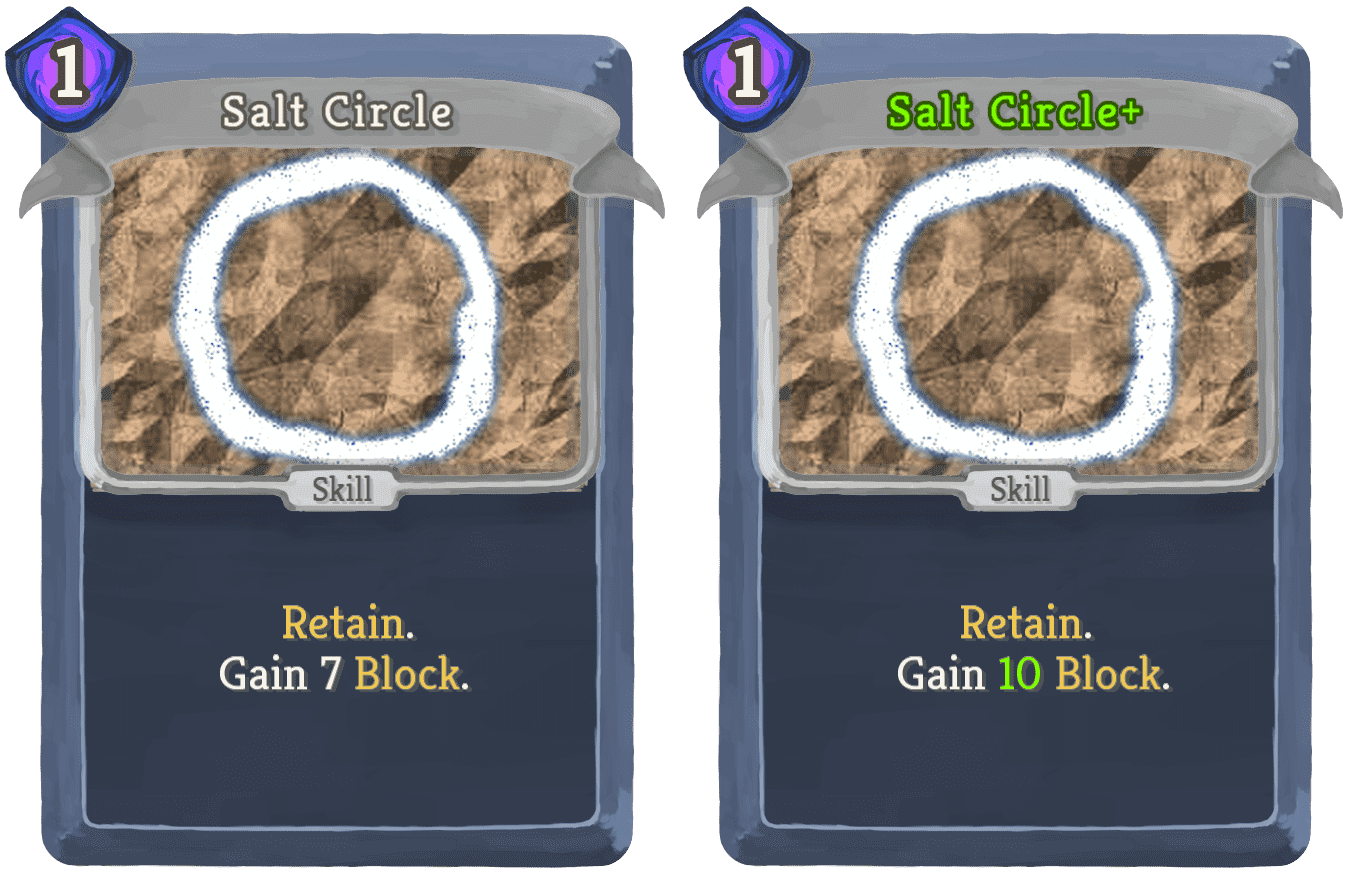 1
Salt Circle
Skill
Retain.
Gain 7 Block.
1
Salt Circle+
Skill
Retain.
Gain 10 Block.